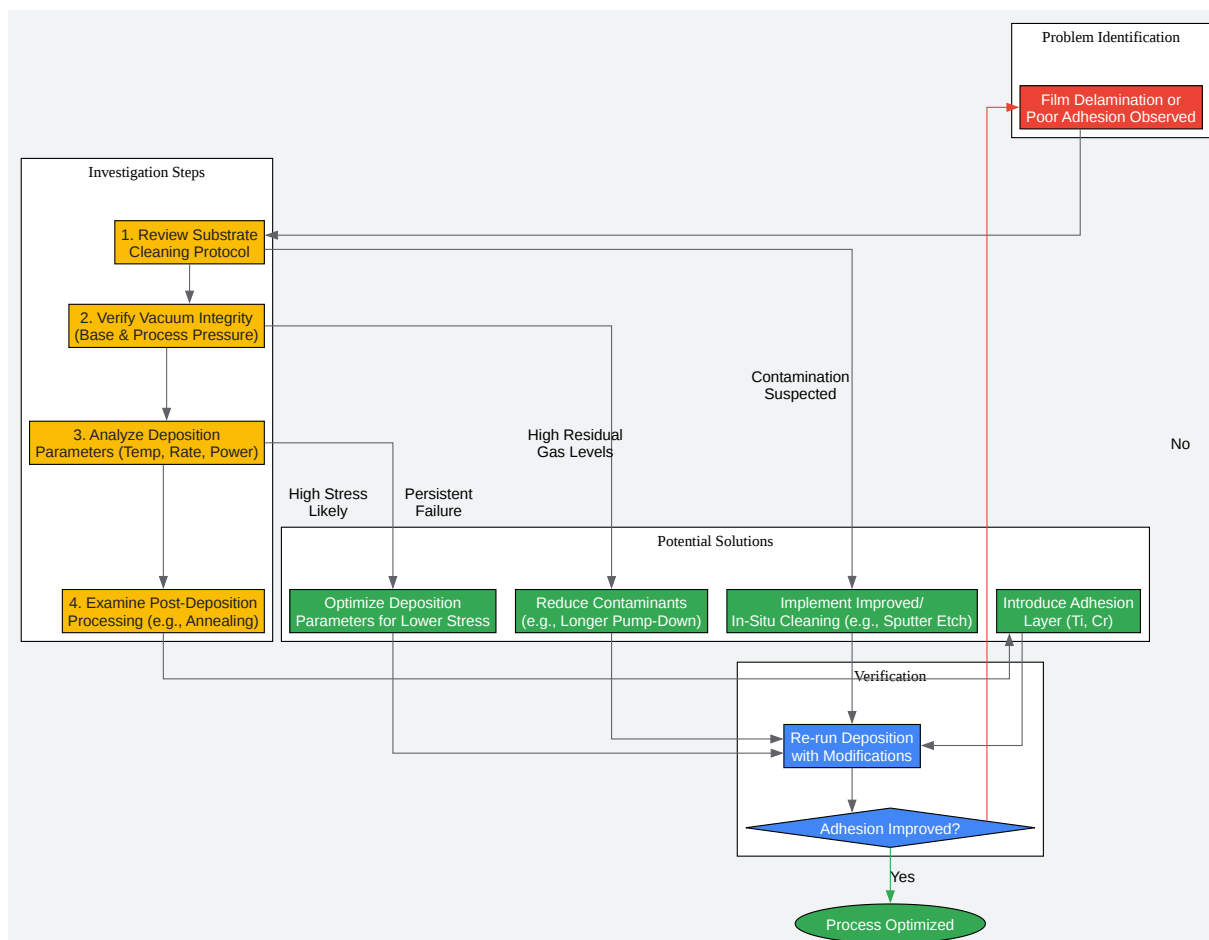 Problem Identification
Film Delamination or
Poor Adhesion Observed
Investigation Steps
1. Review Substrate
Cleaning Protocol
2. Verify Vacuum Integrity
(Base & Process Pressure)
3. Analyze Deposition
Parameters (Temp, Rate, Power)
4. Examine Post-Deposition
Processing (e.g., Annealing)
Contamination
Suspected
High Residual
Gas Levels
No
High Stress
Likely
Persistent
Failure
Potential Solutions
Optimize Deposition
Parameters for Lower Stress
Reduce Contaminants
(e.g., Longer Pump-Down)
Implement Improved/
In-Situ Cleaning (e.g., Sputter Etch)
Introduce Adhesion
Layer (Ti, Cr)
Verification
Re-run Deposition
with Modifications
Adhesion Improved?
Yes
Process Optimized